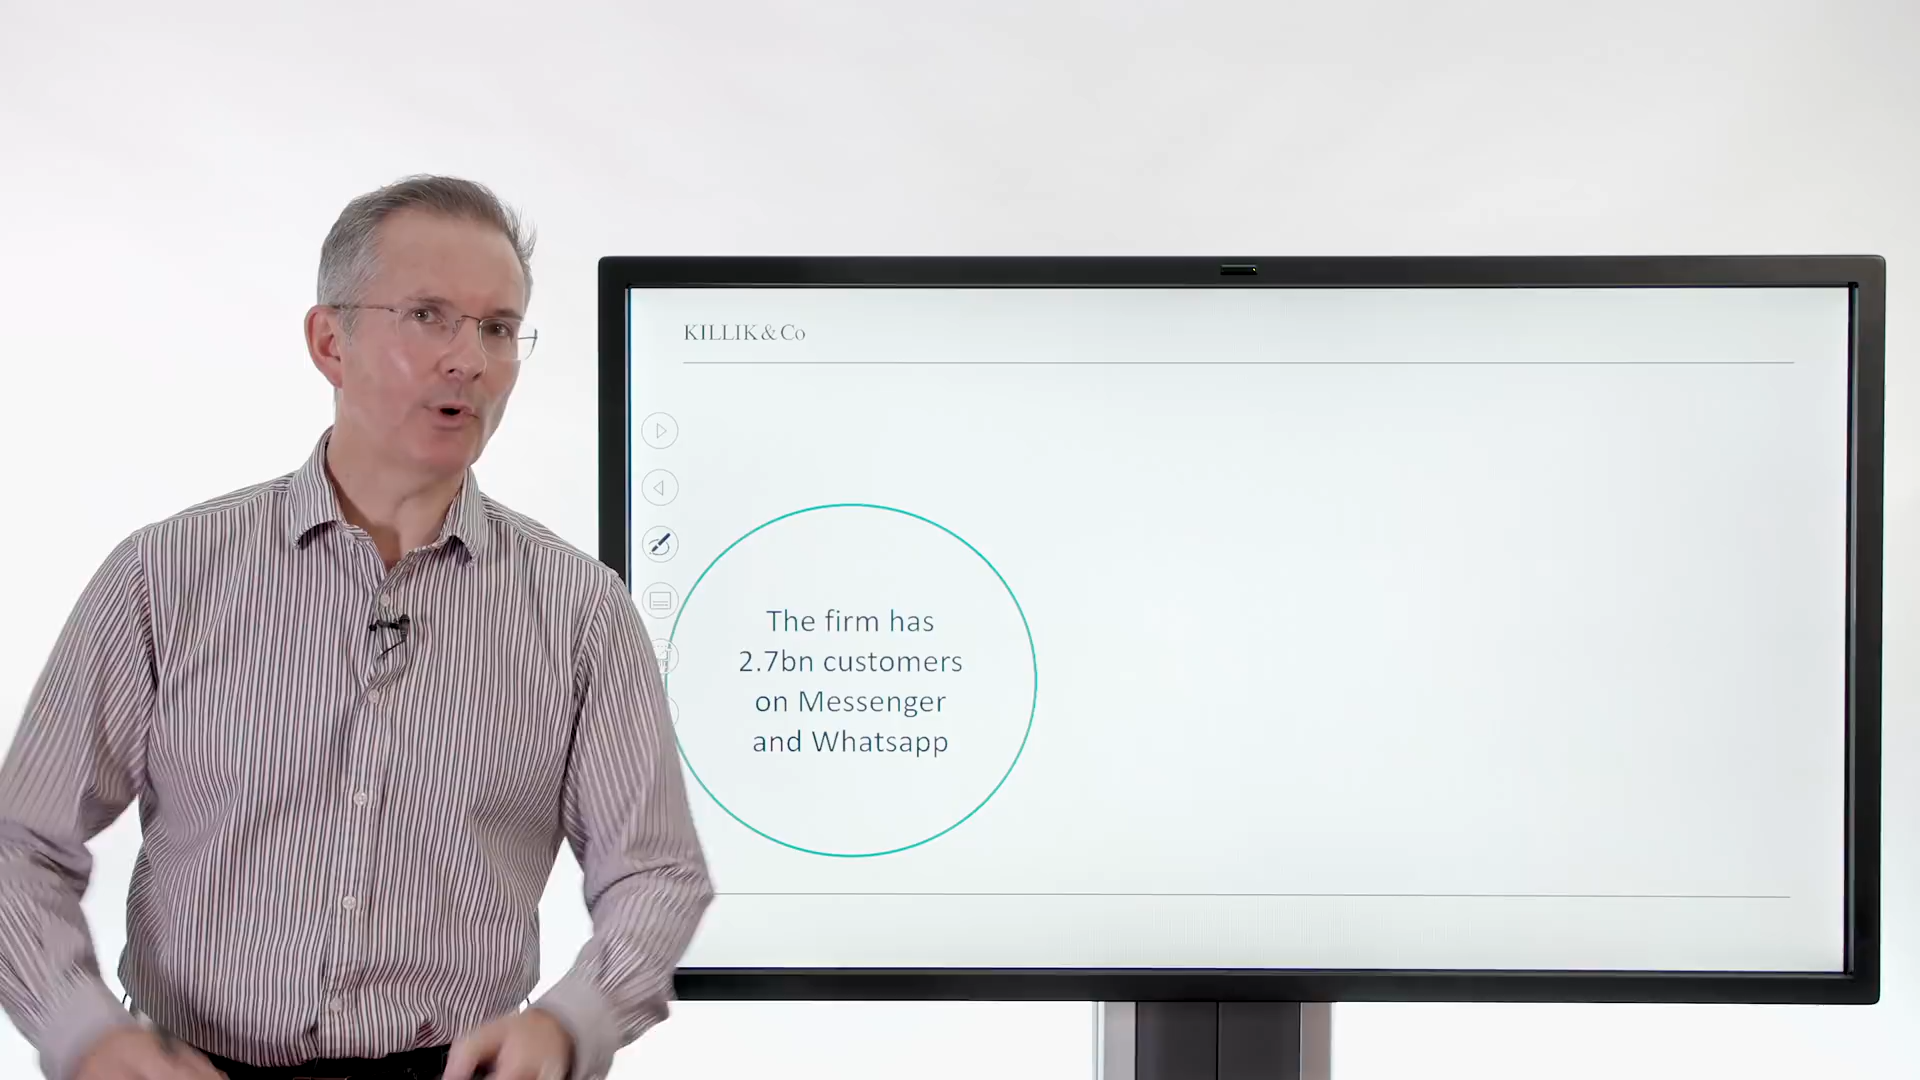 KILLIK & Co
The firm has
2.7bn customers
on Messenger
and Whatsapp